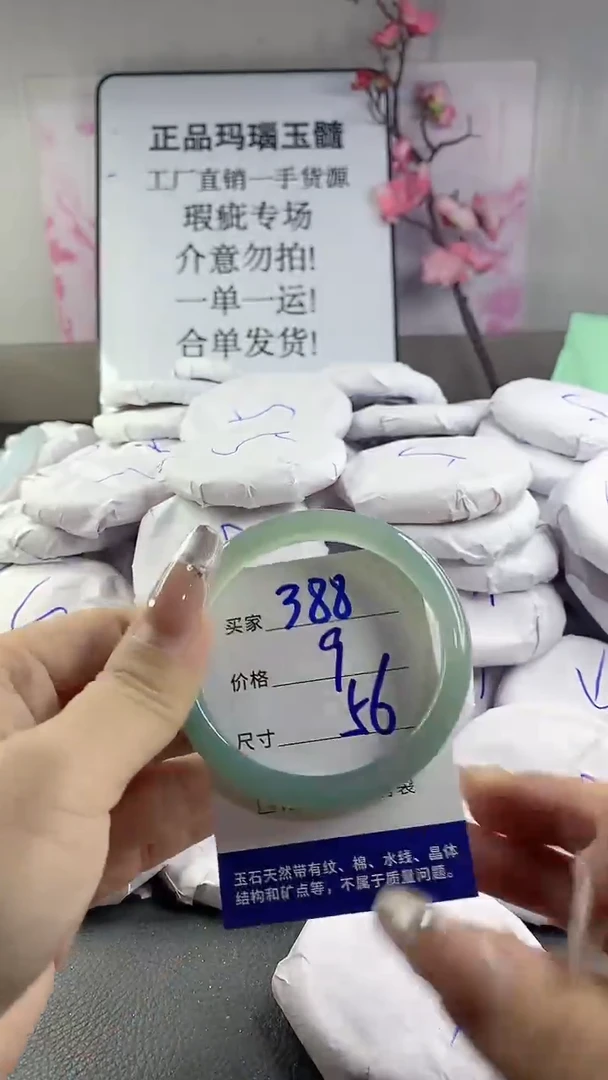 正品玛瑙玉髓
工厂直销一手货源
瑕疵专场
介意勿拍!
一单一运!
合单发货!
买家 388
价格 9
尺寸 56
玉石天然带有纹、棉、水线、晶体
结构和矿点等，不属于质量问题。